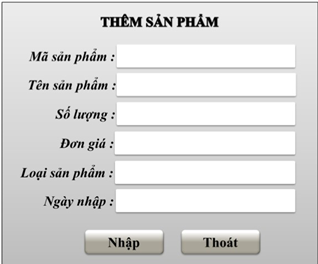 THÊM SẢN PHẨM
Mã sản phẩm :
Tên sản phẩm :
Số lượng :
Đơn giá :
Loại sản phẩm :
Ngày nhập :
Nhập Thoát